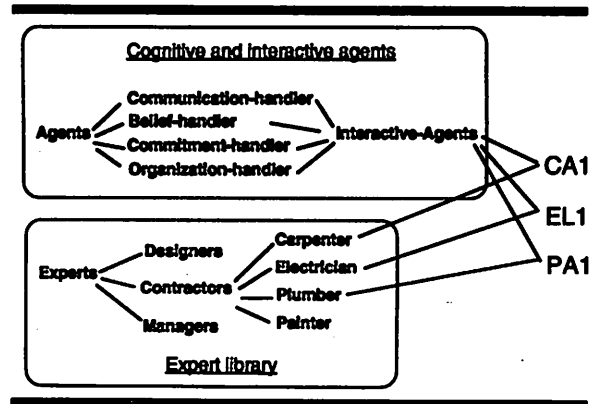 Cognitive and interactive agents
Communication-handler
Belief-handler
Agents
Interactive-Agents
Commitment-handler
Organization-handler
CA1
EL1
PA1
Carpenter
Designers
Electrician
Experts
Contractors
Plumber
Managers
Painter
Expert library